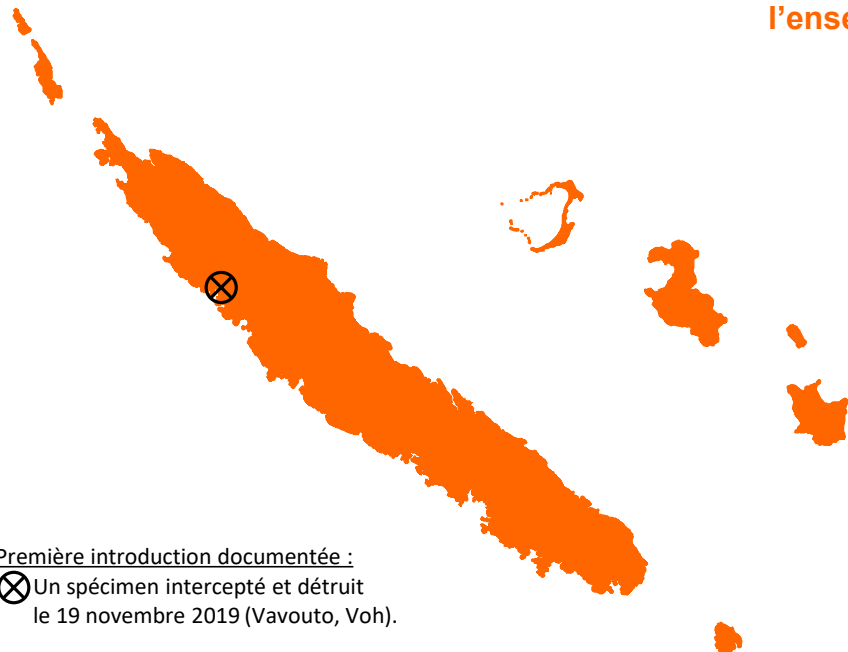 l’ense
Première introduction documentée :
Un spécimen intercepté et détruit
le 19 novembre 2019 (Vavouto, Voh).